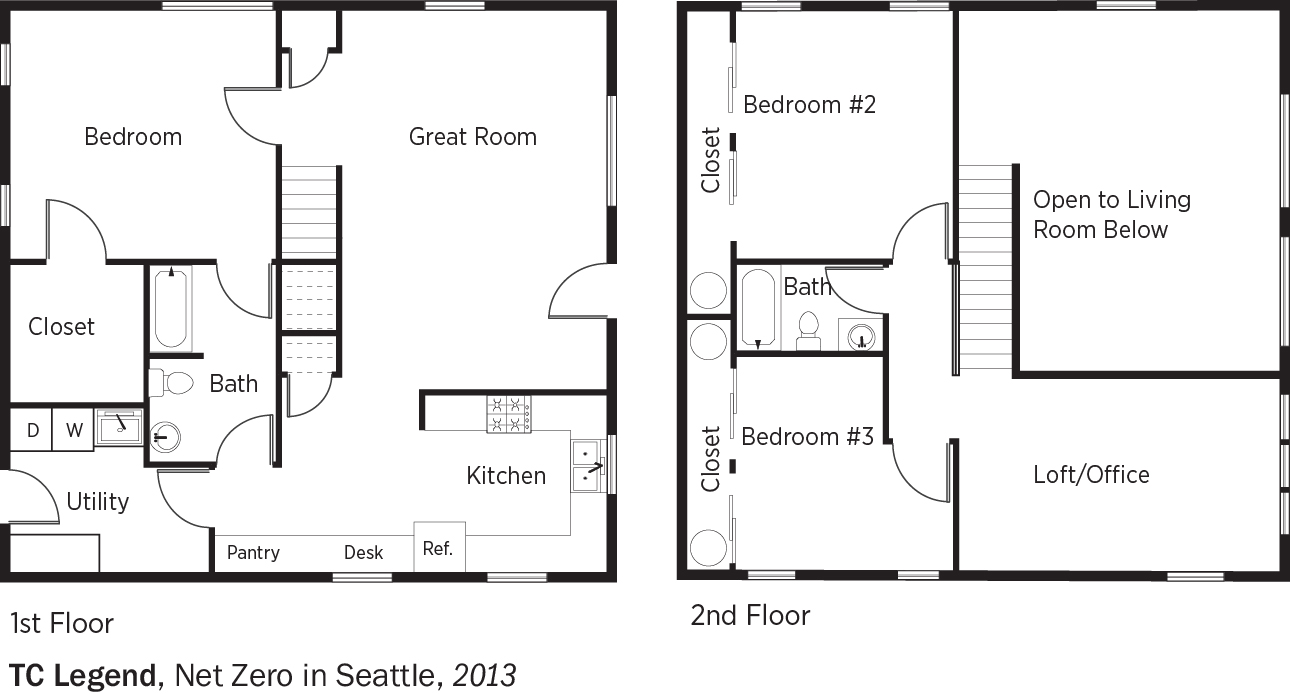 Bedroom
Great Room
Closet
Bath
D
W
Utility
Kitchen
Pantry
Desk
Ref.
1st Floor
Bedroom #2
Closet
Open to Living
Room Below
Bath
Bedroom #3
Closet
Loft/Office
2nd Floor
TC Legend, Net Zero in Seattle, 2013